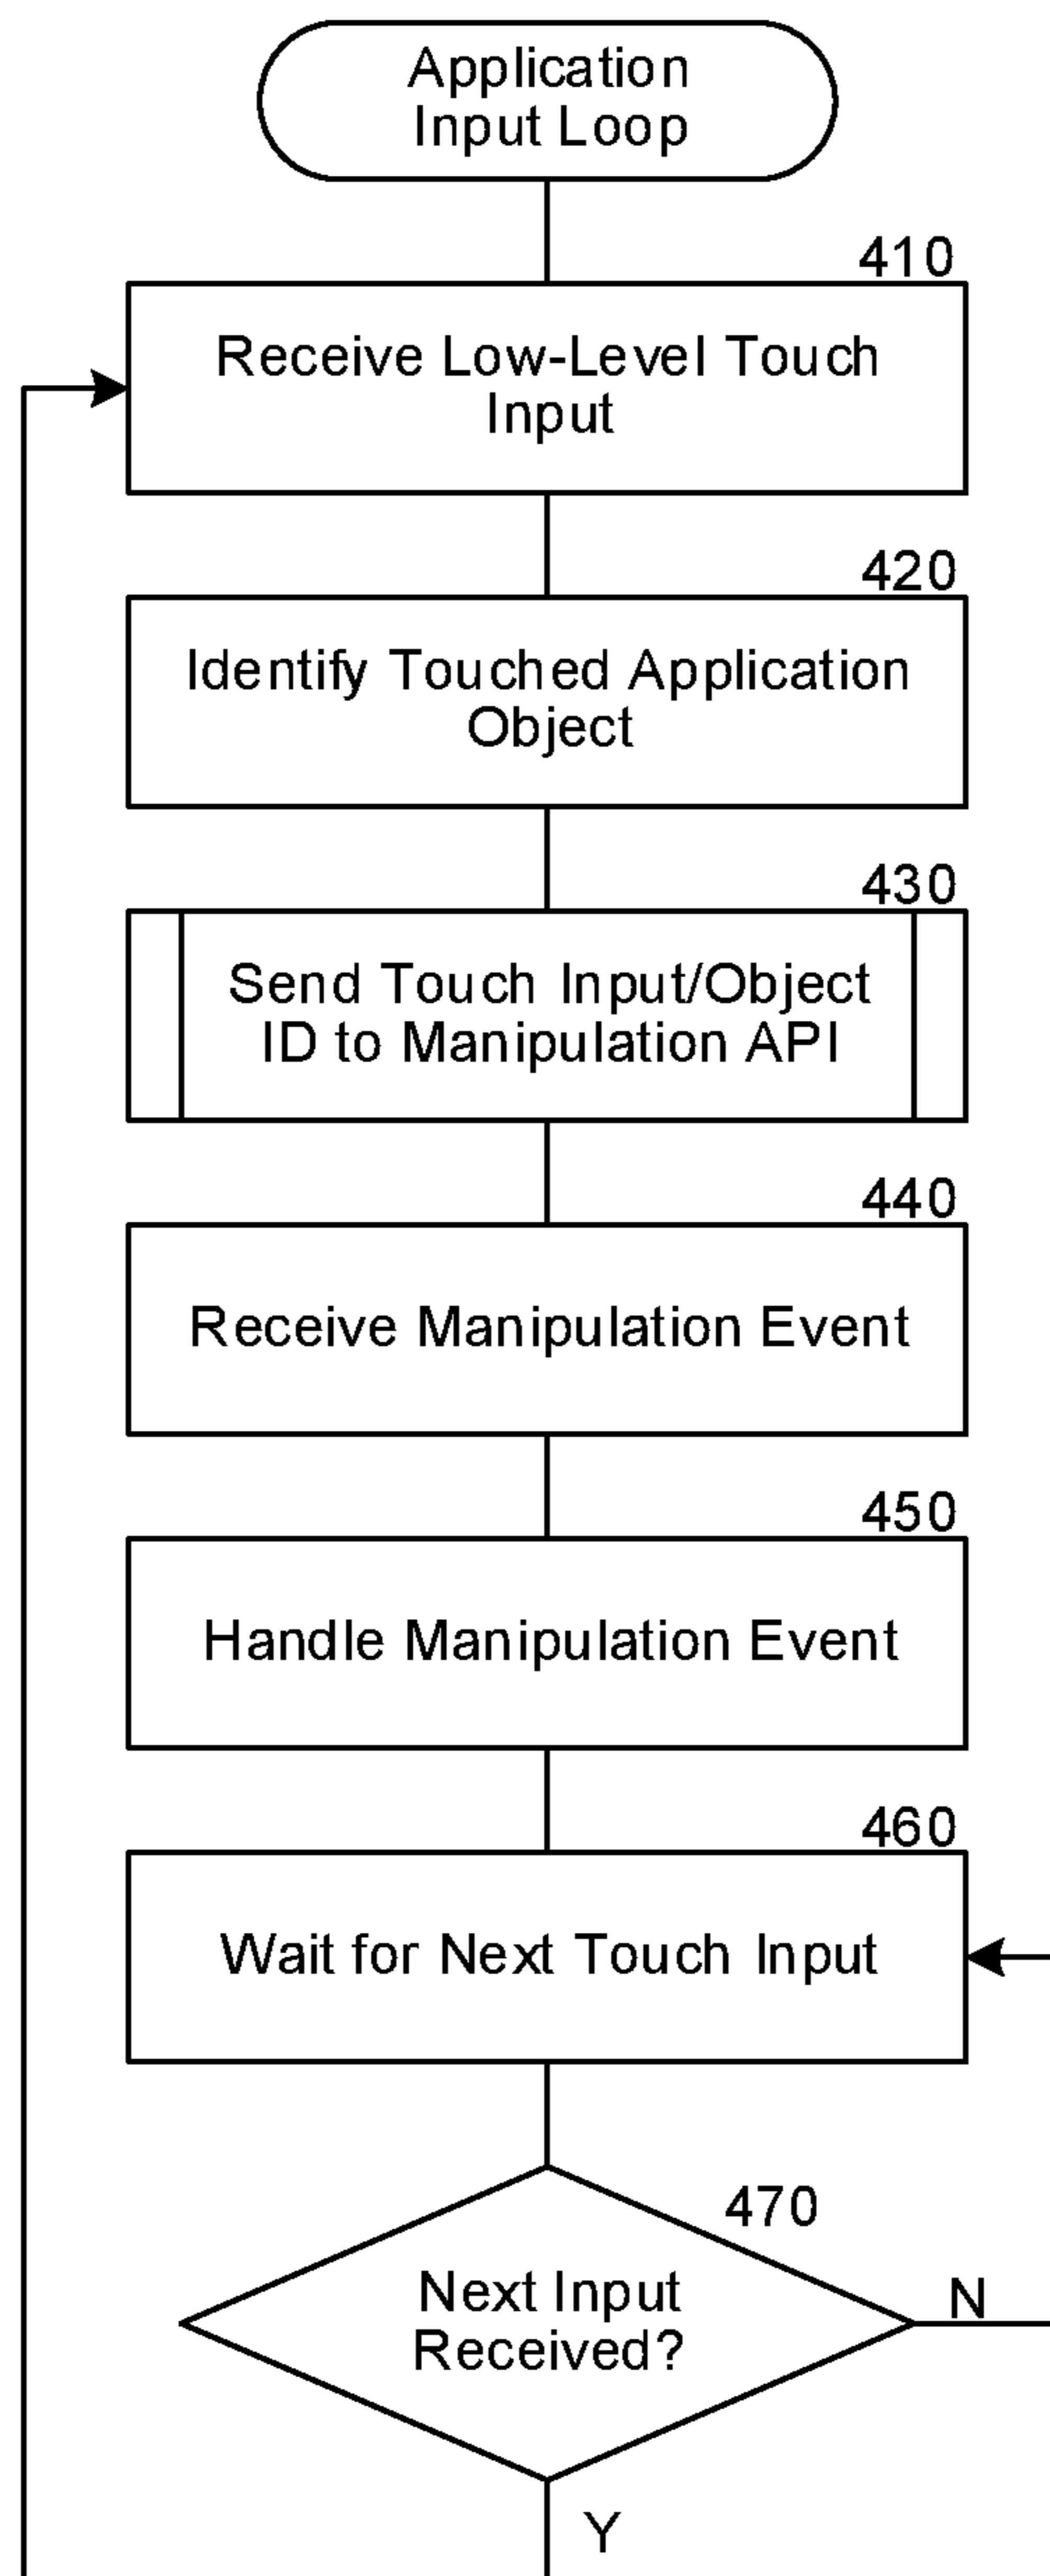 Application
Input Loop
410
Receive Low-Level Touch
Input
420
Identify Touched Application
Object
430
Send Touch Input/Object
ID to Manipulation API
440
Receive Manipulation Event
450
Handle Manipulation Event
460
Wait for Next Touch Input
470
Next Input
Received?
N
Y